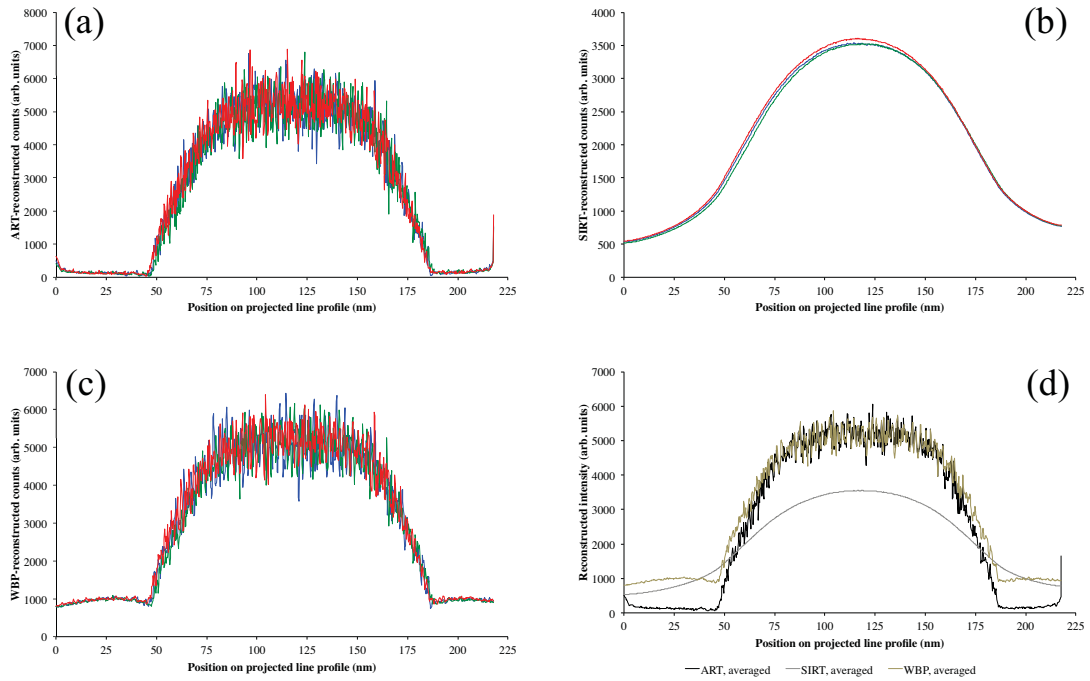 (a)
ART-reconstructed counts (arb. units)
8000
7000
6000
5000
4000
3000
2000
1000
0
0 25 50 75 100 125 150 175 200 225
Position on projected line profile (nm)
(b)
SIRT-reconstructed counts (arb. units)
4000
3500
3000
2500
2000
1500
1000
500
0
0 25 50 75 100 125 150 175 200 225
Position on projected line profile (nm)
(c)
WBP-reconstructed counts (arb. units)
7000
6000
5000
4000
3000
2000
1000
0
0 25 50 75 100 125 150 175 200 225
Position on projected line profile (nm)
(d)
Reconstructed intensity (arb. units)
7000
6000
5000
4000
3000
2000
1000
0
0 25 50 75 100 125 150 175 200 225
Position on projected line profile (nm)
ART, averaged SIRT, averaged WBP, averaged